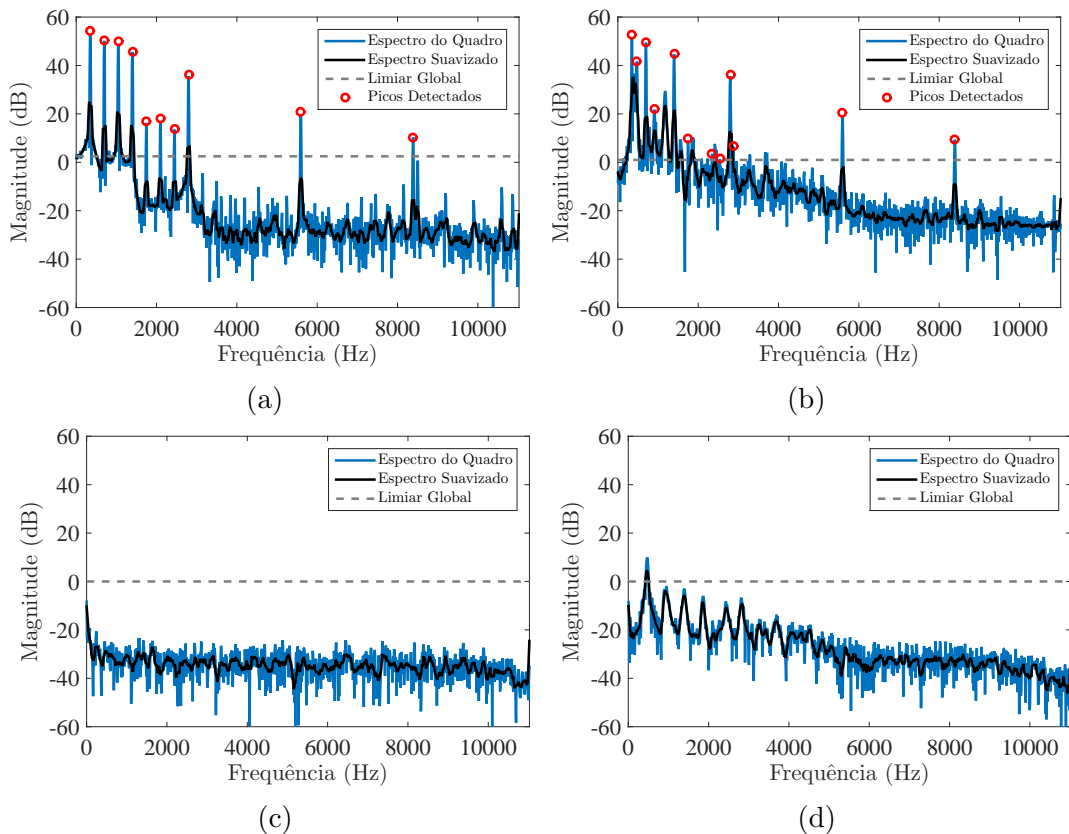 60
40
20
0
-20
-40
-60
Magnitude (dB)
0 2000 4000 6000 8000 10000
Frequência (Hz)
Espectro do Quadro
Espectro Suavizado
Limiar Global
Picos Detectados
(a)
60
40
20
0
-20
-40
-60
Magnitude (dB)
0 2000 4000 6000 8000 10000
Frequência (Hz)
Espectro do Quadro
Espectro Suavizado
Limiar Global
Picos Detectados
(b)
60
40
20
0
-20
-40
-60
Magnitude (dB)
0 2000 4000 6000 8000 10000
Frequência (Hz)
Espectro do Quadro
Espectro Suavizado
Limiar Global
(c)
60
40
20
0
-20
-40
-60
Magnitude (dB)
0 2000 4000 6000 8000 10000
Frequência (Hz)
Espectro do Quadro
Espectro Suavizado
Limiar Global
(d)